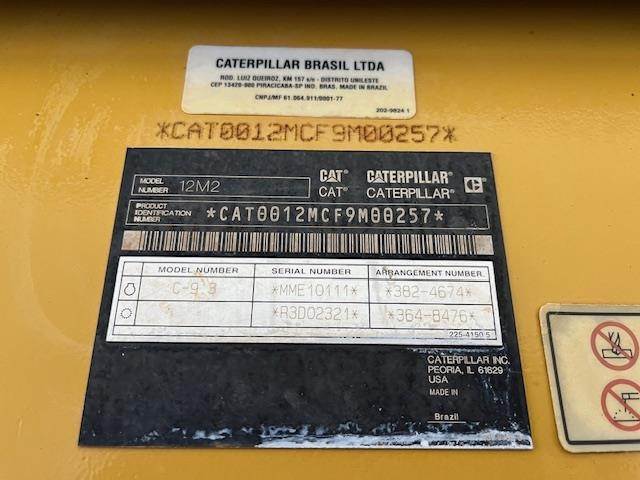 CATERPILLAR BRASIL LTDA
ROD. LUIZ QUEIROZ, KM 157 s/n - DISTRITO UNILESTE
CEP 13420-900 PIRACICABA-SP IND. BRAS. MADE IN BRAZIL
CNPJ/MF 61.064.911/0001-77
202-9824 1
*CAT0012MCF9M00257*
MODEL NUMBER 12M2
CAT CATERPILLAR
CAT® CATERPILLAR®
PRODUCT IDENTIFICATION NUMBER *CAT0012MCF9M00257*
MODEL NUMBER SERIAL NUMBER ARRANGEMENT NUMBER
C-9.3 *MME10111* *382-4674*
*R3D02321* *364-8476*
225-4150 5
CATERPILLAR INC.
PEORIA, IL 61629
USA
MADE IN
Brazil